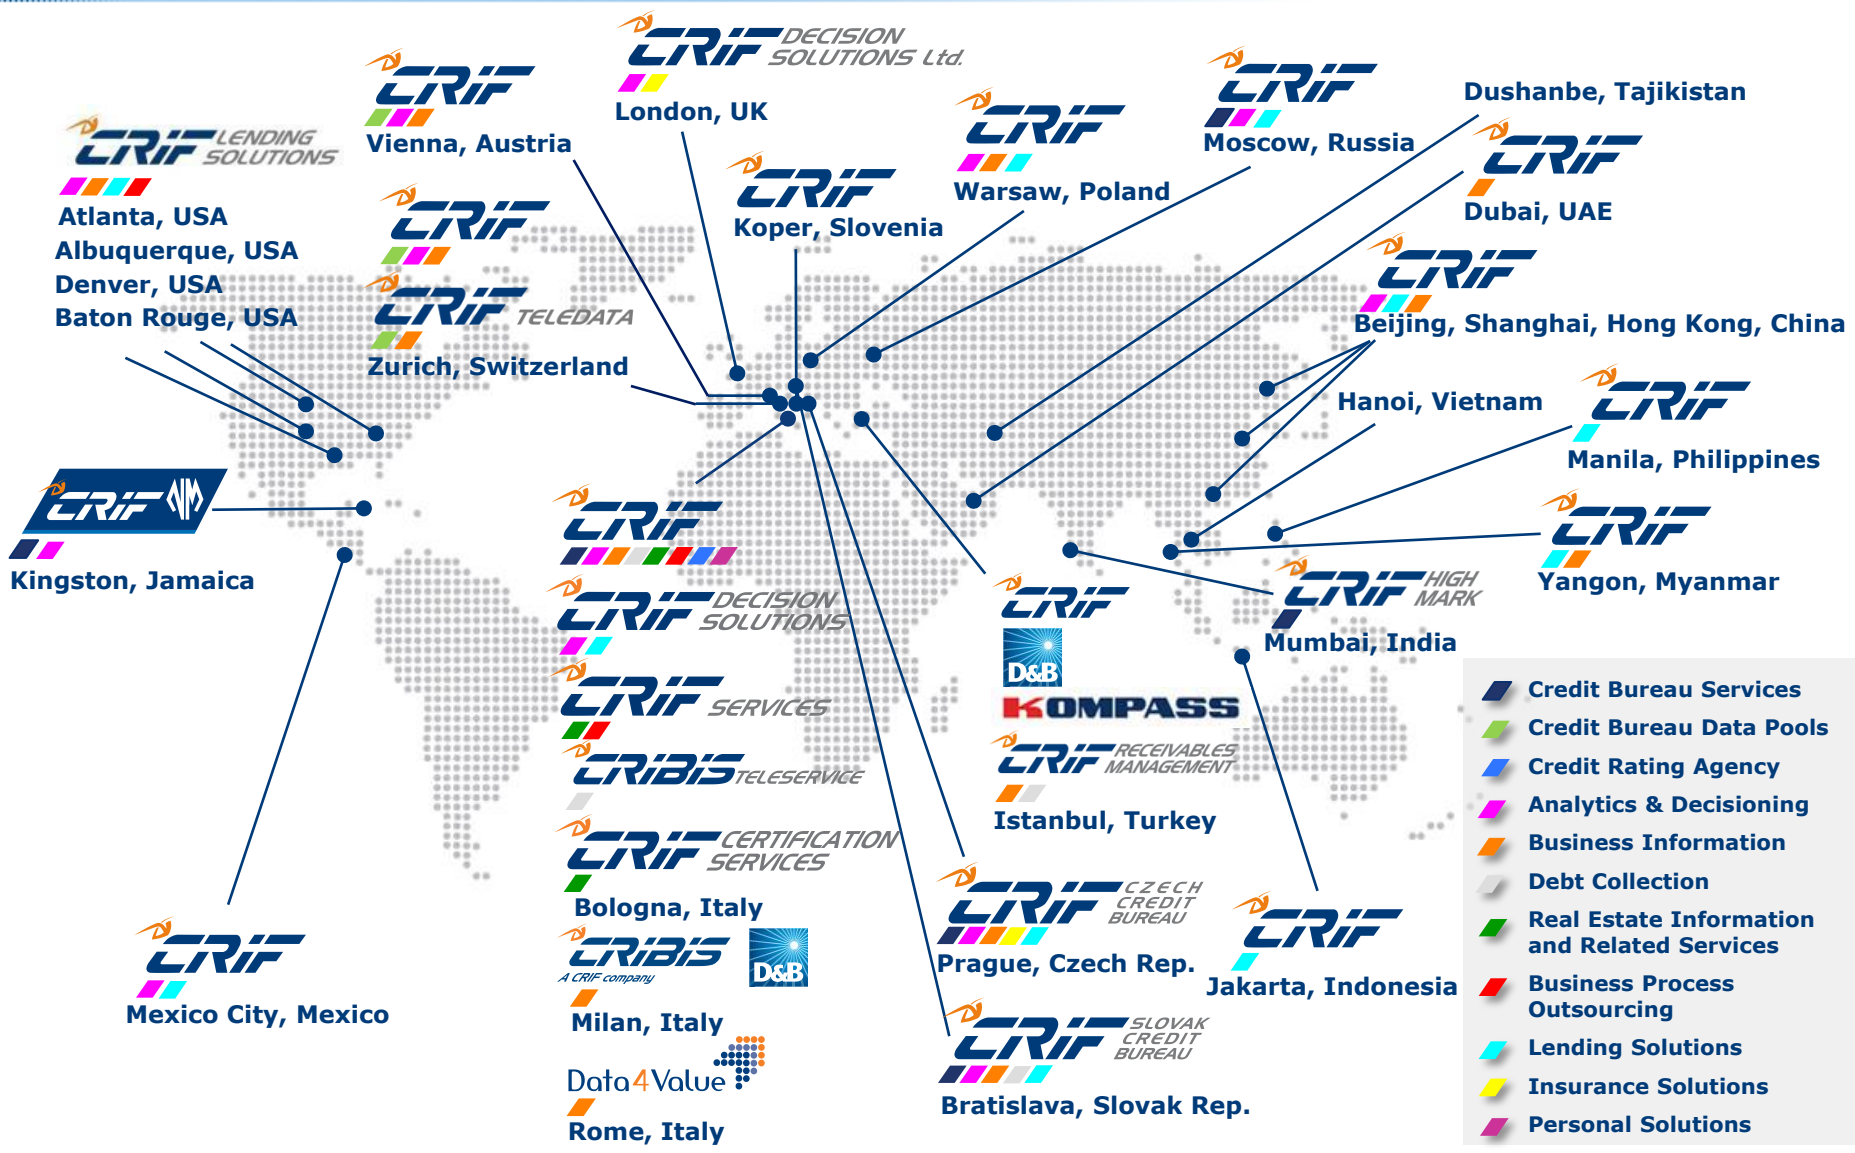 CRIF DECISION
SOLUTIONS Ltd.
London, UK
CRIF
Vienna, Austria
CRIF LENDING
SOLUTIONS
Atlanta, USA
Albuquerque, USA
Denver, USA
Baton Rouge, USA
CRIF
CRIF TELEDATA
Zurich, Switzerland
CRIF
Koper, Slovenia
CRIF
Warsaw, Poland
CRIF
Moscow, Russia
Dushanbe, Tajikistan
CRIF
Dubai, UAE
CRIF
Beijing, Shanghai, Hong Kong, China
Hanoi, Vietnam
CRIF
Manila, Philippines
CRIF
Yangon, Myanmar
CRIF HIGH
MARK
Mumbai, India
CRIF NM
Kingston, Jamaica
CRIF
CRIF DECISION
SOLUTIONS
CRIF SERVICES
CRIBIS TELESERVICE
CRIF CERTIFICATION
SERVICES
Bologna, Italy
CRIBIS
A CRIF company
D&B
Milan, Italy
Data4Value
Rome, Italy
CRIF
D&B
KOMPASS
CRIF RECEIVABLES
MANAGEMENT
Istanbul, Turkey
CRIF CZECH
CREDIT
BUREAU
Prague, Czech Rep.
CRIF SLOVAK
CREDIT
BUREAU
Bratislava, Slovak Rep.
CRIF
Jakarta, Indonesia
CRIF
Mexico City, Mexico
Credit Bureau Services
Credit Bureau Data Pools
Credit Rating Agency
Analytics & Decisioning
Business Information
Debt Collection
Real Estate Information
and Related Services
Business Process
Outsourcing
Lending Solutions
Insurance Solutions
Personal Solutions